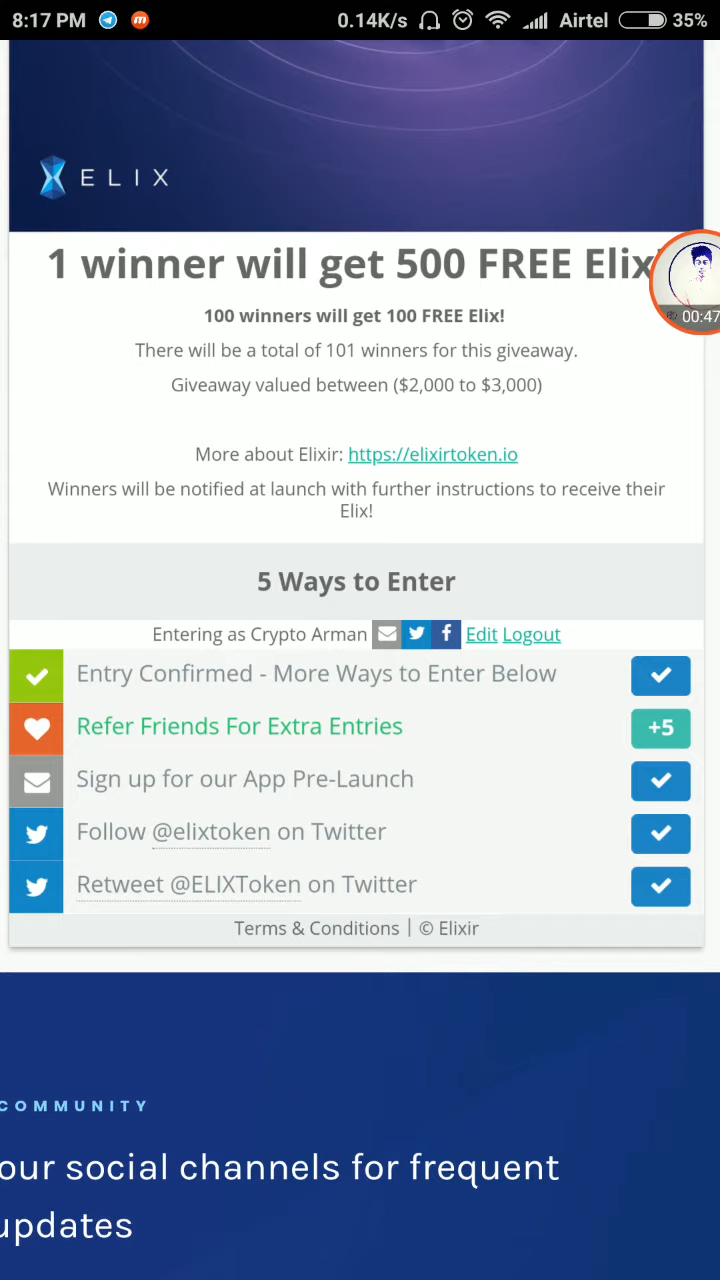 8:17 PM 0.14K/s Airtel 35%
ELIX
1 winner will get 500 FREE Elix
00:47
100 winners will get 100 FREE Elix!
There will be a total of 101 winners for this giveaway.
Giveaway valued between ($2,000 to $3,000)
More about Elixir: https://elixirtoken.io
Winners will be notified at launch with further instructions to receive their
Elix!
5 Ways to Enter
Entering as Crypto Arman Edit Logout
Entry Confirmed - More Ways to Enter Below
Refer Friends For Extra Entries +5
Sign up for our App Pre-Launch
Follow @elixtoken on Twitter
Retweet @ELIXToken on Twitter
Terms & Conditions | © Elixir
COMMUNITY
our social channels for frequent
updates